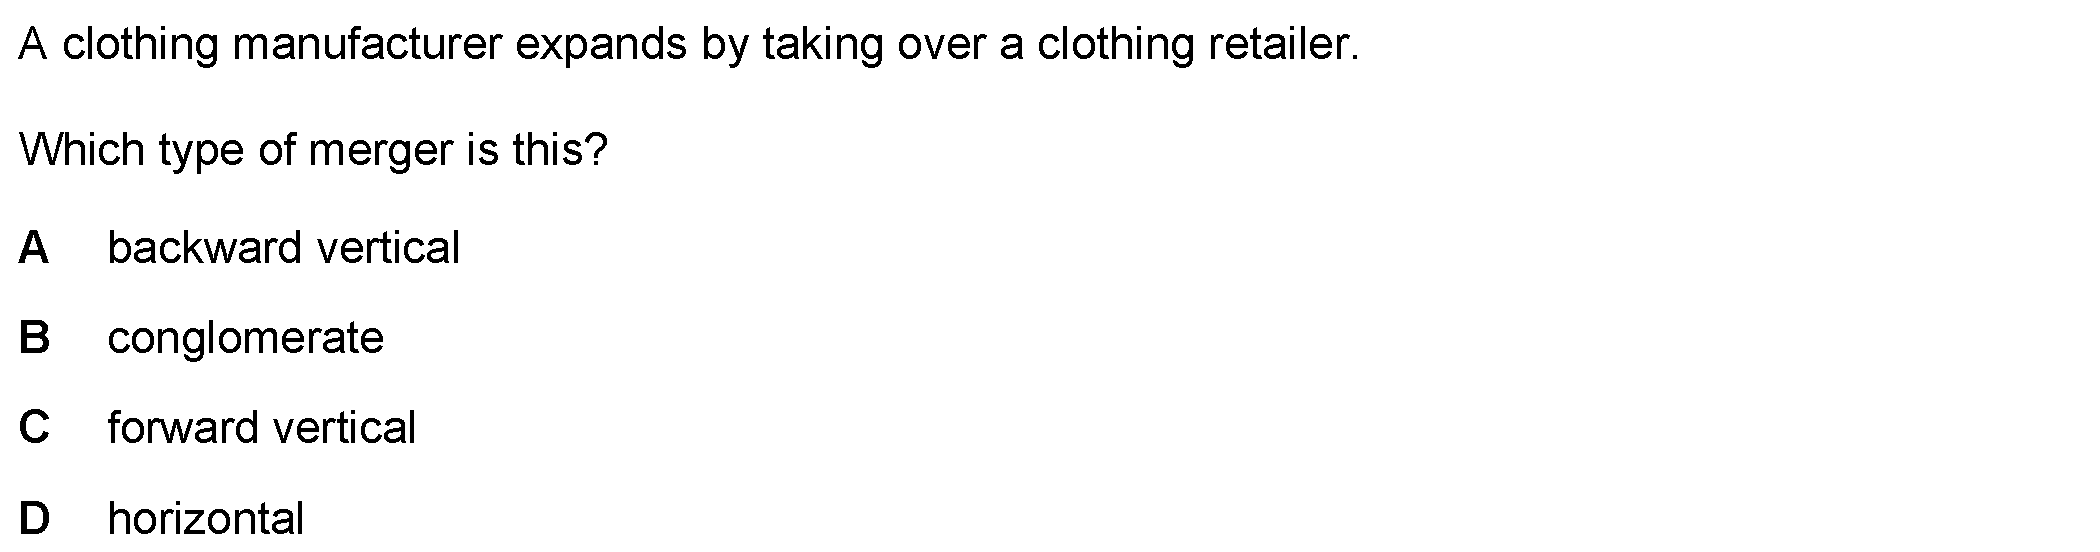 A clothing manufacturer expands by taking over a clothing retailer.
Which type of merger is this?
A backward vertical
B conglomerate
C forward vertical
D horizontal